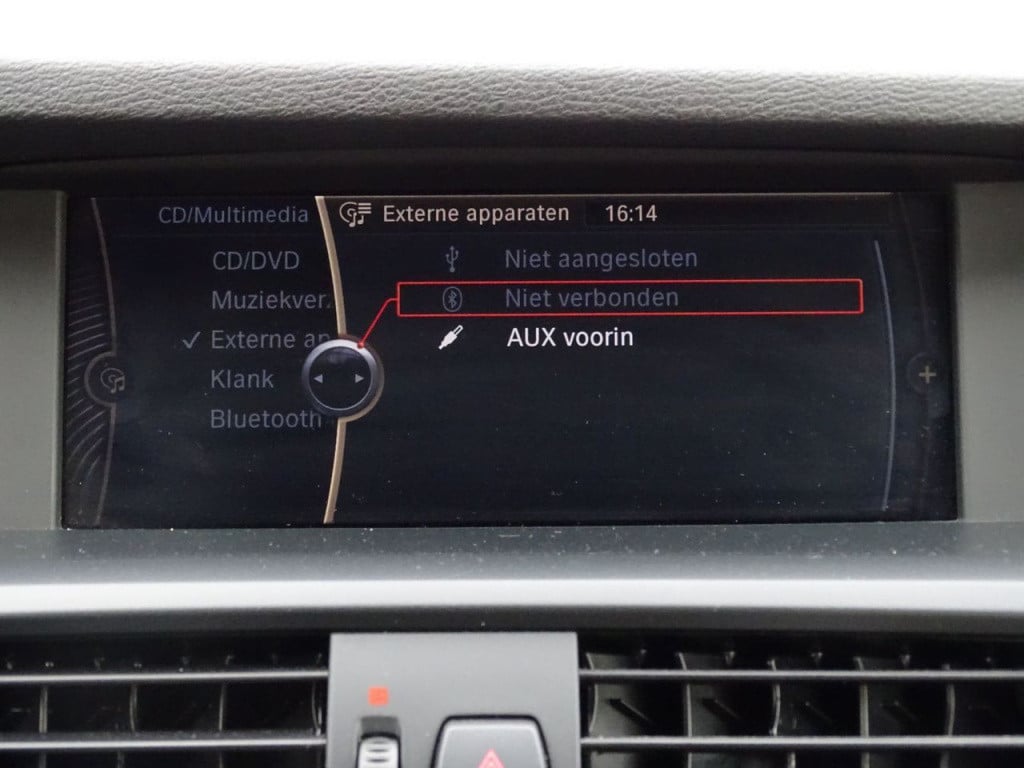 CD/Multimedia
Externe apparaten 16:14
CD/DVD
Niet aangesloten
Muziekver.
Niet verbonden
✓ Externe ap
AUX voorin
Klank
Bluetooth
+